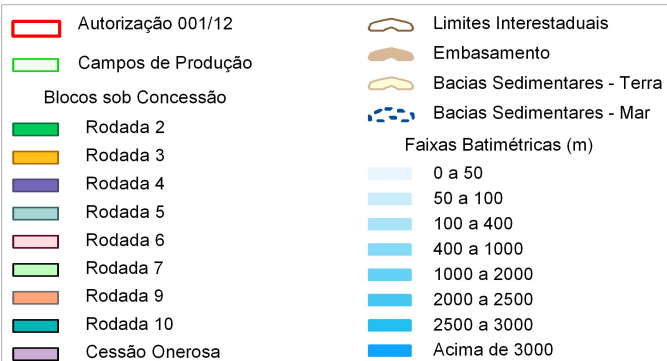 Autorização 001/12
Campos de Produção
Blocos sob Concessão
Rodada 2
Rodada 3
Rodada 4
Rodada 5
Rodada 6
Rodada 7
Rodada 9
Rodada 10
Cessão Onerosa
Limites Interestaduais
Embasamento
Bacias Sedimentares - Terra
Bacias Sedimentares - Mar
Faixas Batimétricas (m)
0 a 50
50 a 100
100 a 400
400 a 1000
1000 a 2000
2000 a 2500
2500 a 3000
Acima de 3000